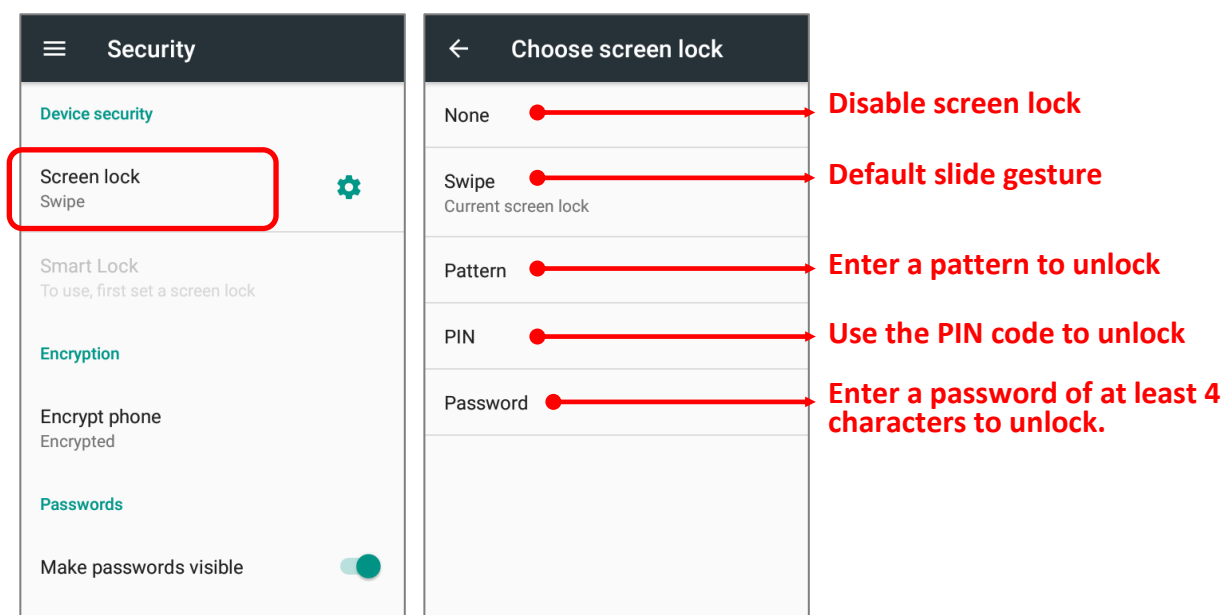 Security
Device security
Screen lock
Swipe
Smart Lock
To use, first set a screen lock
Encryption
Encrypt phone
Encrypted
Passwords
Make passwords visible
Choose screen lock
None
Disable screen lock
Swipe
Current screen lock
Default slide gesture
Pattern
Enter a pattern to unlock
PIN
Use the PIN code to unlock
Password
Enter a password of at least 4
characters to unlock.